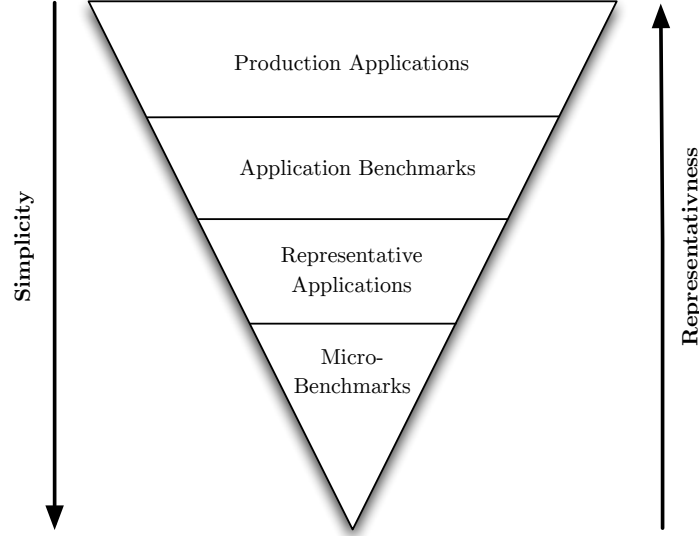 Production Applications
Application Benchmarks
Representative
Applications
Micro-
Benchmarks
Simplicity
Representativness